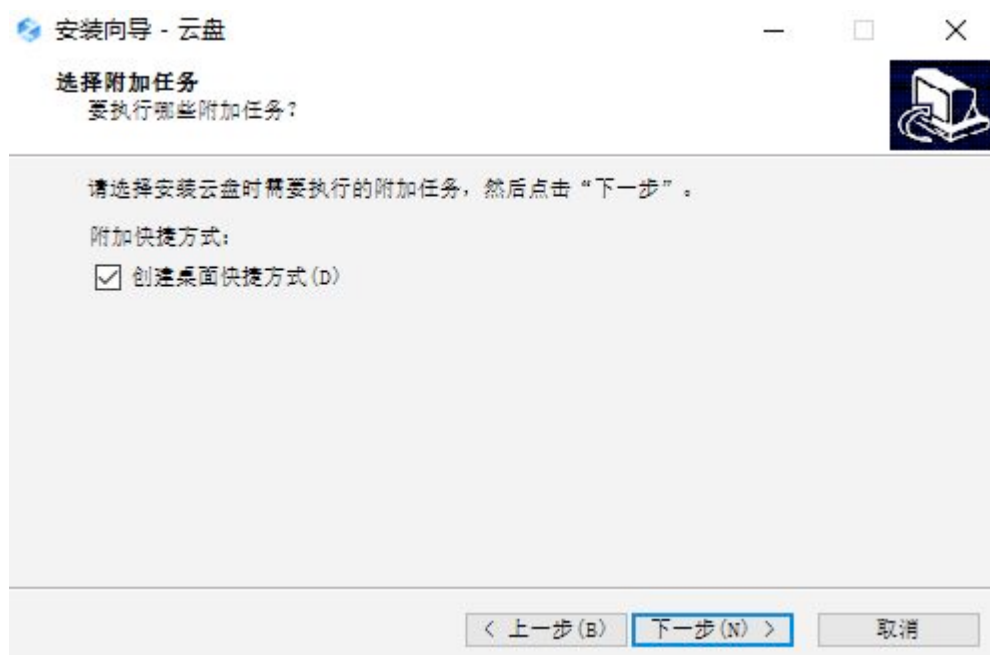 安装向导 - 云盘
选择附加任务
要执行哪些附加任务?
请选择安装云盘时需要执行的附加任务，然后点击“下一步”。
附加快捷方式:
创建桌面快捷方式(D)
< 上一步(B)
下一步(N) >
取消